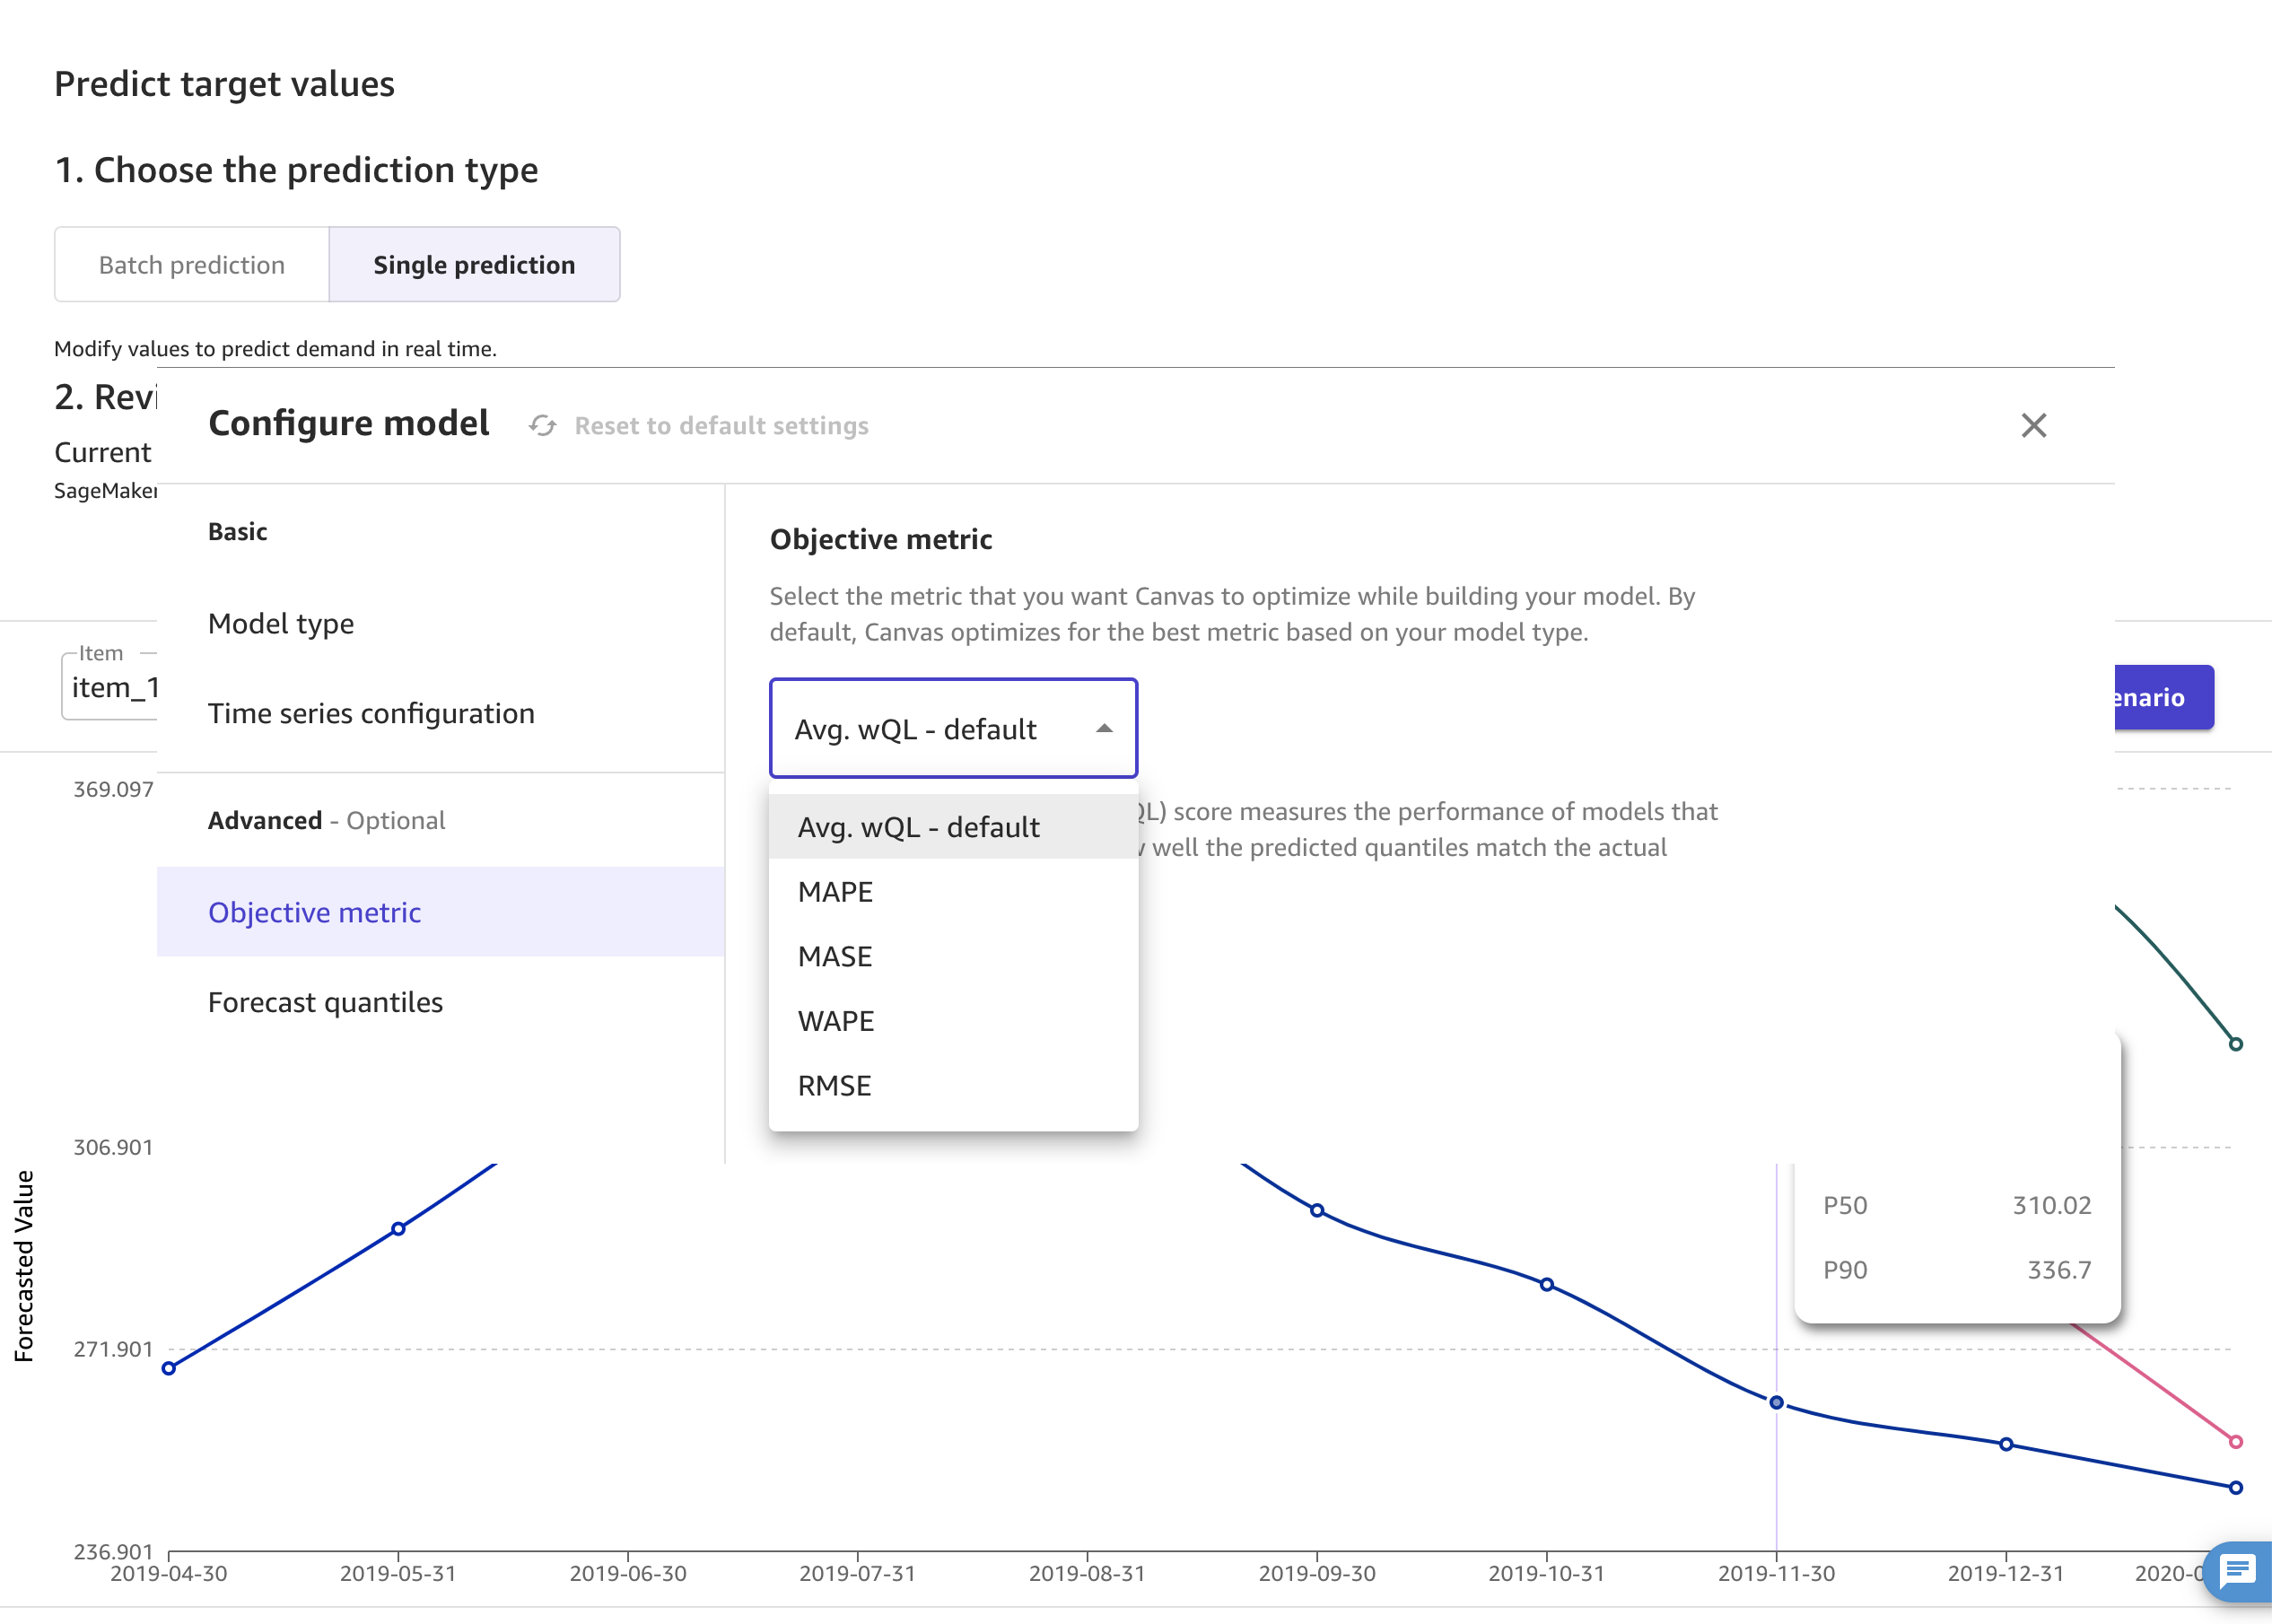 Predict target values
1. Choose the prediction type
Batch prediction
Single prediction
Modify values to predict demand in real time.
2.
Current
Configure model
Reset to default settings
Basic
Model type
Time series configuration
Advanced - Optional
Objective metric
Forecast quantiles
Objective metric
Select the metric that you want Canvas to optimize while building your model. By
default, Canvas optimizes for the best metric based on your model type.
Avg. wQL - default
Avg. wQL - default
MAPE
MASE
WAPE
RMSE
score measures the performance of models that
well the predicted quantiles match the actual
Item
item_1
369.097
306.901
271.901
236.901
Forecasted Value
P50 310.02
P90 336.7
2019-04-30
2019-05-31
2019-06-30
2019-07-31
2019-08-31
2019-09-30
2019-10-31
2019-11-30
2019-12-31